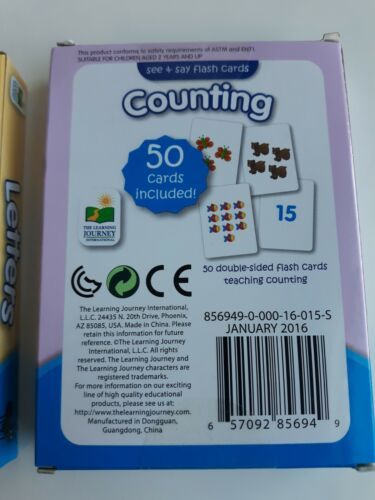 This product conforms to safety requirements of ASTM and EN71.
SUITABLE FOR CHILDREN AGED 2 YEARS AND UP
see & say flash cards
Counting
50
cards
included!
15
50 double-sided flash cards
teaching counting
THE LEARNING
JOURNEY
INTERNATIONAL
CE
The Learning Journey International,
L.L.C. 24435 N. 20th Drive, Phoenix,
AZ 85085, USA. Made in China. Please
retain this information for future
reference. ©The Learning Journey
International, L.L.C. All rights
reserved. The Learning Journey and
The Learning Journey characters are
registered trademarks.
For more information on our exciting
line of high quality educational
products, please see us at:
http://www.thelearningjourney.com.
Manufactured in Dongguan,
Guangdong, China
856949-0-000-16-015-S
JANUARY 2016
6 57092 85694 9
Letters